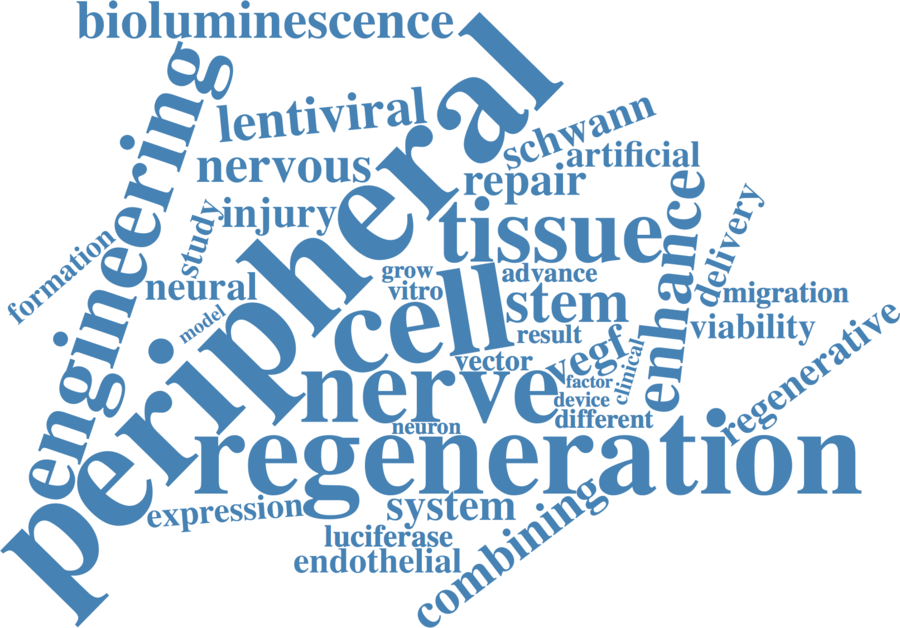 bioluminescence
engineering
peripheral
lentiviral
schwann
nervous
artificial
repair
enhance
study
injury
tissue
delivery
formation
neural
grow
advance
vitro
cell
stem
migration
model
result
viability
vector
vegf
clinical
regenerative
nerve
factor
device
different
neuron
regeneration
expression
system
combining
luciferase
endothelial